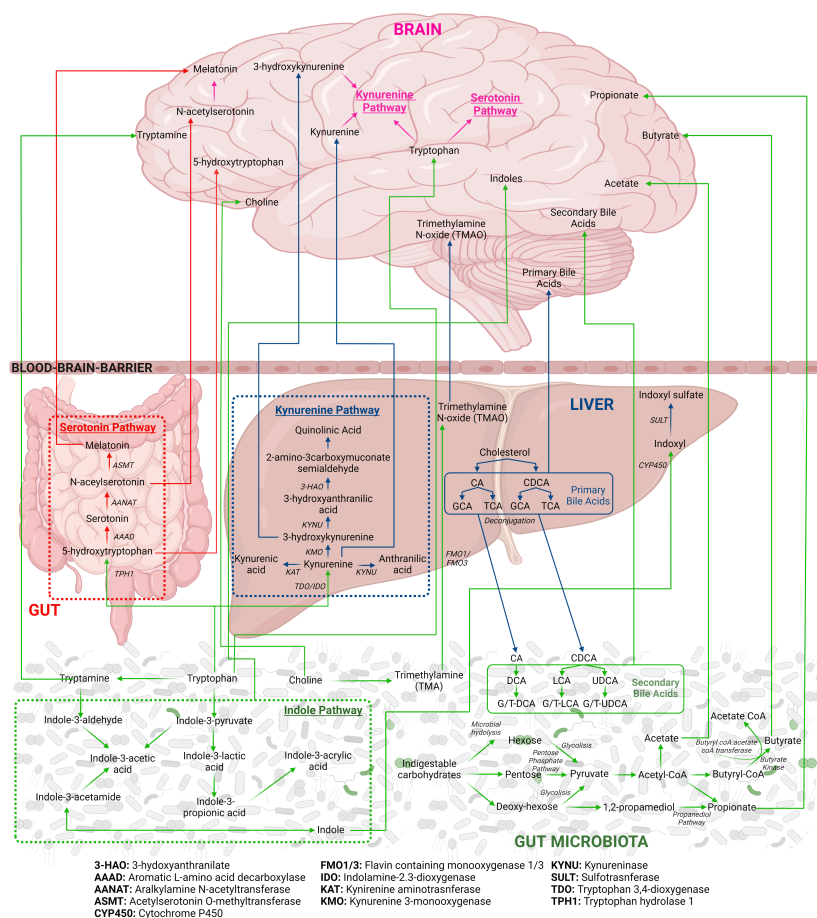 BRAIN
Melatonin
3-hydroxykynurenine
Kynurenine
Pathway
Serotonin
Pathway
Propionate
N-acetylserotonin
Tryptamine
Kynurenine
Butyrate
Tryptophan
5-hydroxytryptophan
Indoles
Acetate
Choline
Secondary Bile
Acids
Trimethylamine
N-oxide (TMAO)
Primary Bile
Acids
BLOOD-BRAIN-BARRIER
Serotonin Pathway
Melatonin
ASMT
N-aceylserotonin
AANAT
Serotonin
AAAD
5-hydroxytryptophan
TPH1
GUT
Kynurenine Pathway
Quinolinic Acid
2-amino-3carboxymuconate
semialdehyde
3-HAO
3-hydroxyanthranilic
acid
KYNU
3-hydroxykynurenine
KMO
Kynurenic
acid
KAT
Kynurenine
KYNU
Anthranilic
acid
TDO/IDO
Trimethylamine
N-oxide (TMAO)
LIVER
Indoxyl sulfate
SULT
Indoxyl
CYP450
Cholesterol
CA
CDCA
GCA
TCA
GCA
TCA
Primary
Bile Acids
Deconjugation
FMO1/
FMO3
Tryptamine
Tryptophan
Choline
Trimethylamine
(TMA)
CA
CDCA
DCA
LCA
UDCA
G/T-DCA
G/T-LCA
G/T-UDCA
Secondary
Bile Acids
Indole Pathway
Indole-3-aldehyde
Indole-3-pyruvate
Indole-3-acetic
acid
Indole-3-lactic
acid
Indole-3-acrylic
acid
Indole-3-acetamide
Indole-3-
propionic acid
Indole
Indigestable
carbohydrates
Microbial
hydolysis
Hexose
Glycolisis
Pentose
Phosphate
Pathway
Pentose
Pyruvate
Glycolisis
Deoxy-hexose
1,2-propamediol
Propanediol
Pathway
Propionate
Acetate
Acetyl-CoA
Butyryl-CoA
Acetate CoA
Butyryl coA:acetate
coA transferase
Butyrate
Butyrate
Kinase
GUT MICROBIOTA
3-HAO: 3-hydoxyanthranilate
AAAD: Aromatic L-amino acid decarboxylase
AANAT: Aralkylamine N-acetyltransferase
ASMT: Acetylserotonin O-methyltransferase
CYP450: Cytochrome P450
FMO1/3: Flavin containing monooxygenase 1/3
IDO: Indolamine-2.3-dioxygenase
KAT: Kynirenine aminotrasnferase
KMO: Kynurenine 3-monooxygenase
KYNU: Kynureninase
SULT: Sulfotrasnferase
TDO: Tryptophan 3,4-dioxygenase
TPH1: Tryptophan hydrolase 1